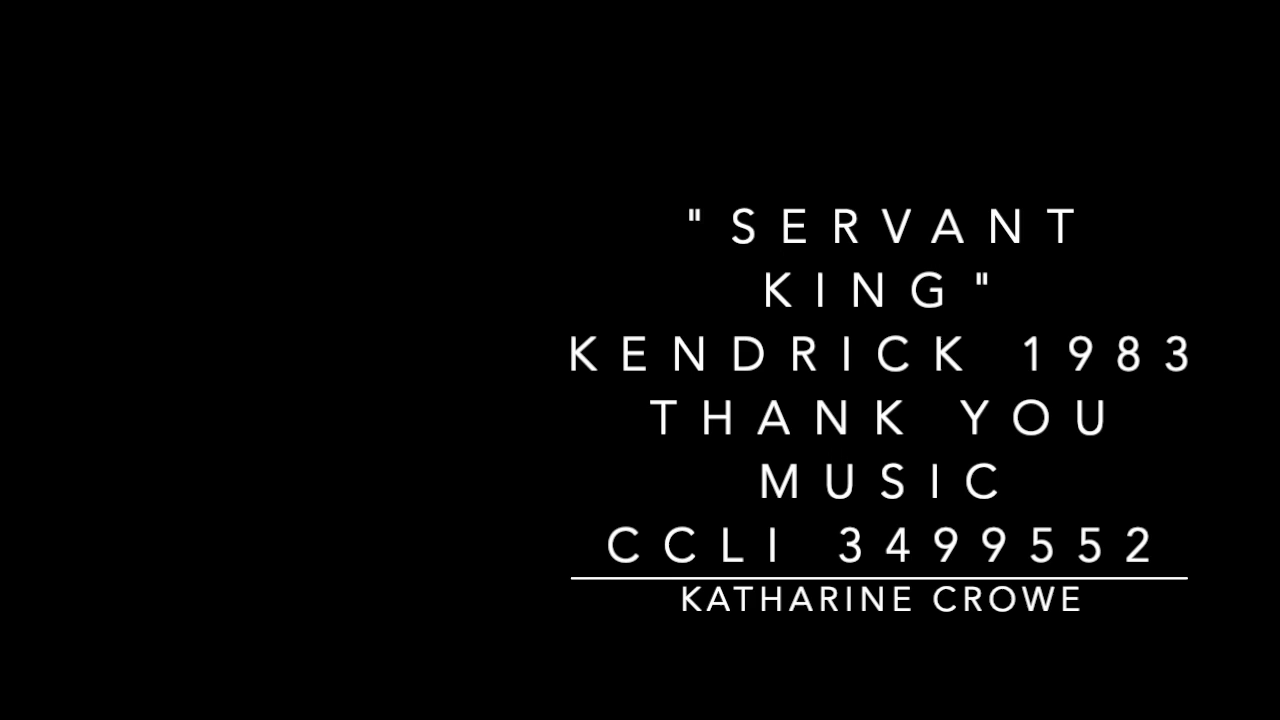 "SERVANT
KING"
KENDRICK 1983
THANK YOU
MUSIC
CCLI 3499552
KATHARINE CROWE